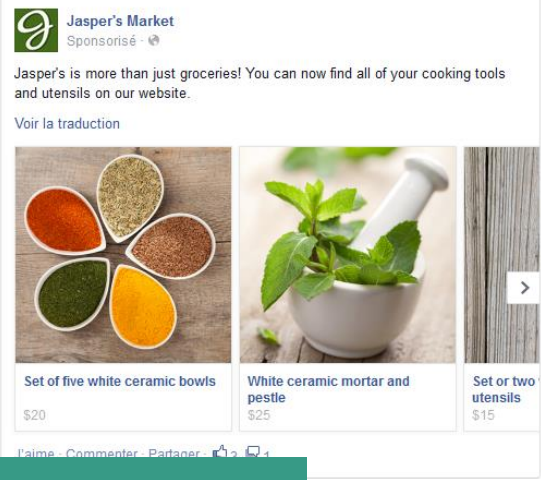 Jasper's Market
Sponsorisé ·
Jasper's is more than just groceries! You can now find all of your cooking tools
and utensils on our website.
Voir la traduction
Set of five white ceramic bowls
$20
White ceramic mortar and
pestle
$25
Set or two
utensils
$15
J'aime · Commenter · Partager · 3 1